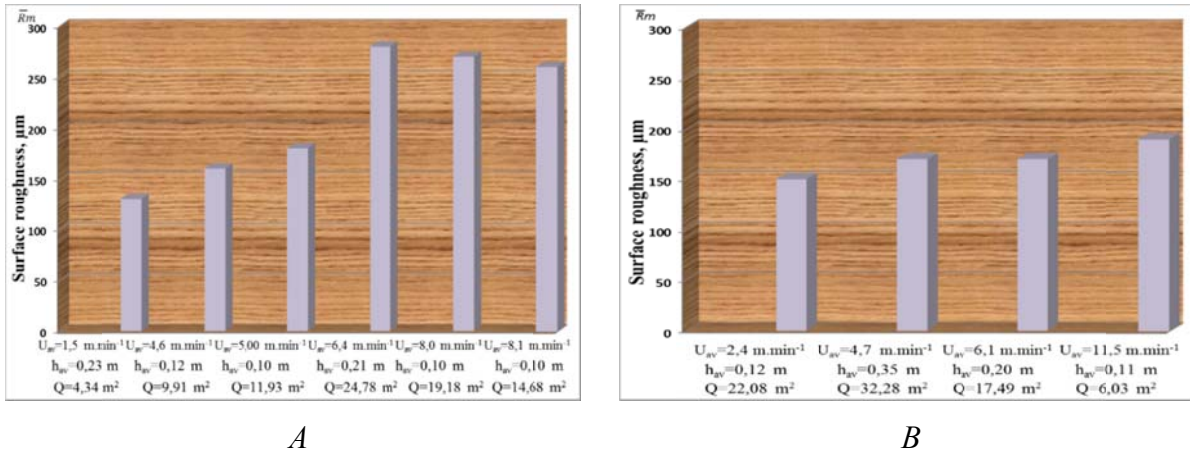 R̅m
Surface roughness, µm
300
250
200
150
100
50
0
Uav=1,5 m.min⁻¹ Uav=4,6 m.min⁻¹ Uav=5,00 m.min⁻¹ Uav=6,4 m.min⁻¹ Uav=8,0 m.min⁻¹ Uav=8,1 m.min⁻¹
hav=0,23 m hav=0,12 m hav=0,10 m hav=0,21 m hav=0,10 m hav=0,10 m
Q=4,34 m² Q=9,91 m² Q=11,93 m² Q=24,78 m² Q=19,18 m² Q=14,68 m²
A
R̅m
Surface roughness, µm
300
250
200
150
100
50
0
Uav=2,4 m.min⁻¹ Uav=4,7 m.min⁻¹ Uav=6,1 m.min⁻¹ Uav=11,5 m.min⁻¹
hav=0,12 m hav=0,35 m hav=0,20 m hav=0,11 m
Q=22,08 m² Q=32,28 m² Q=17,49 m² Q=6,03 m²
B